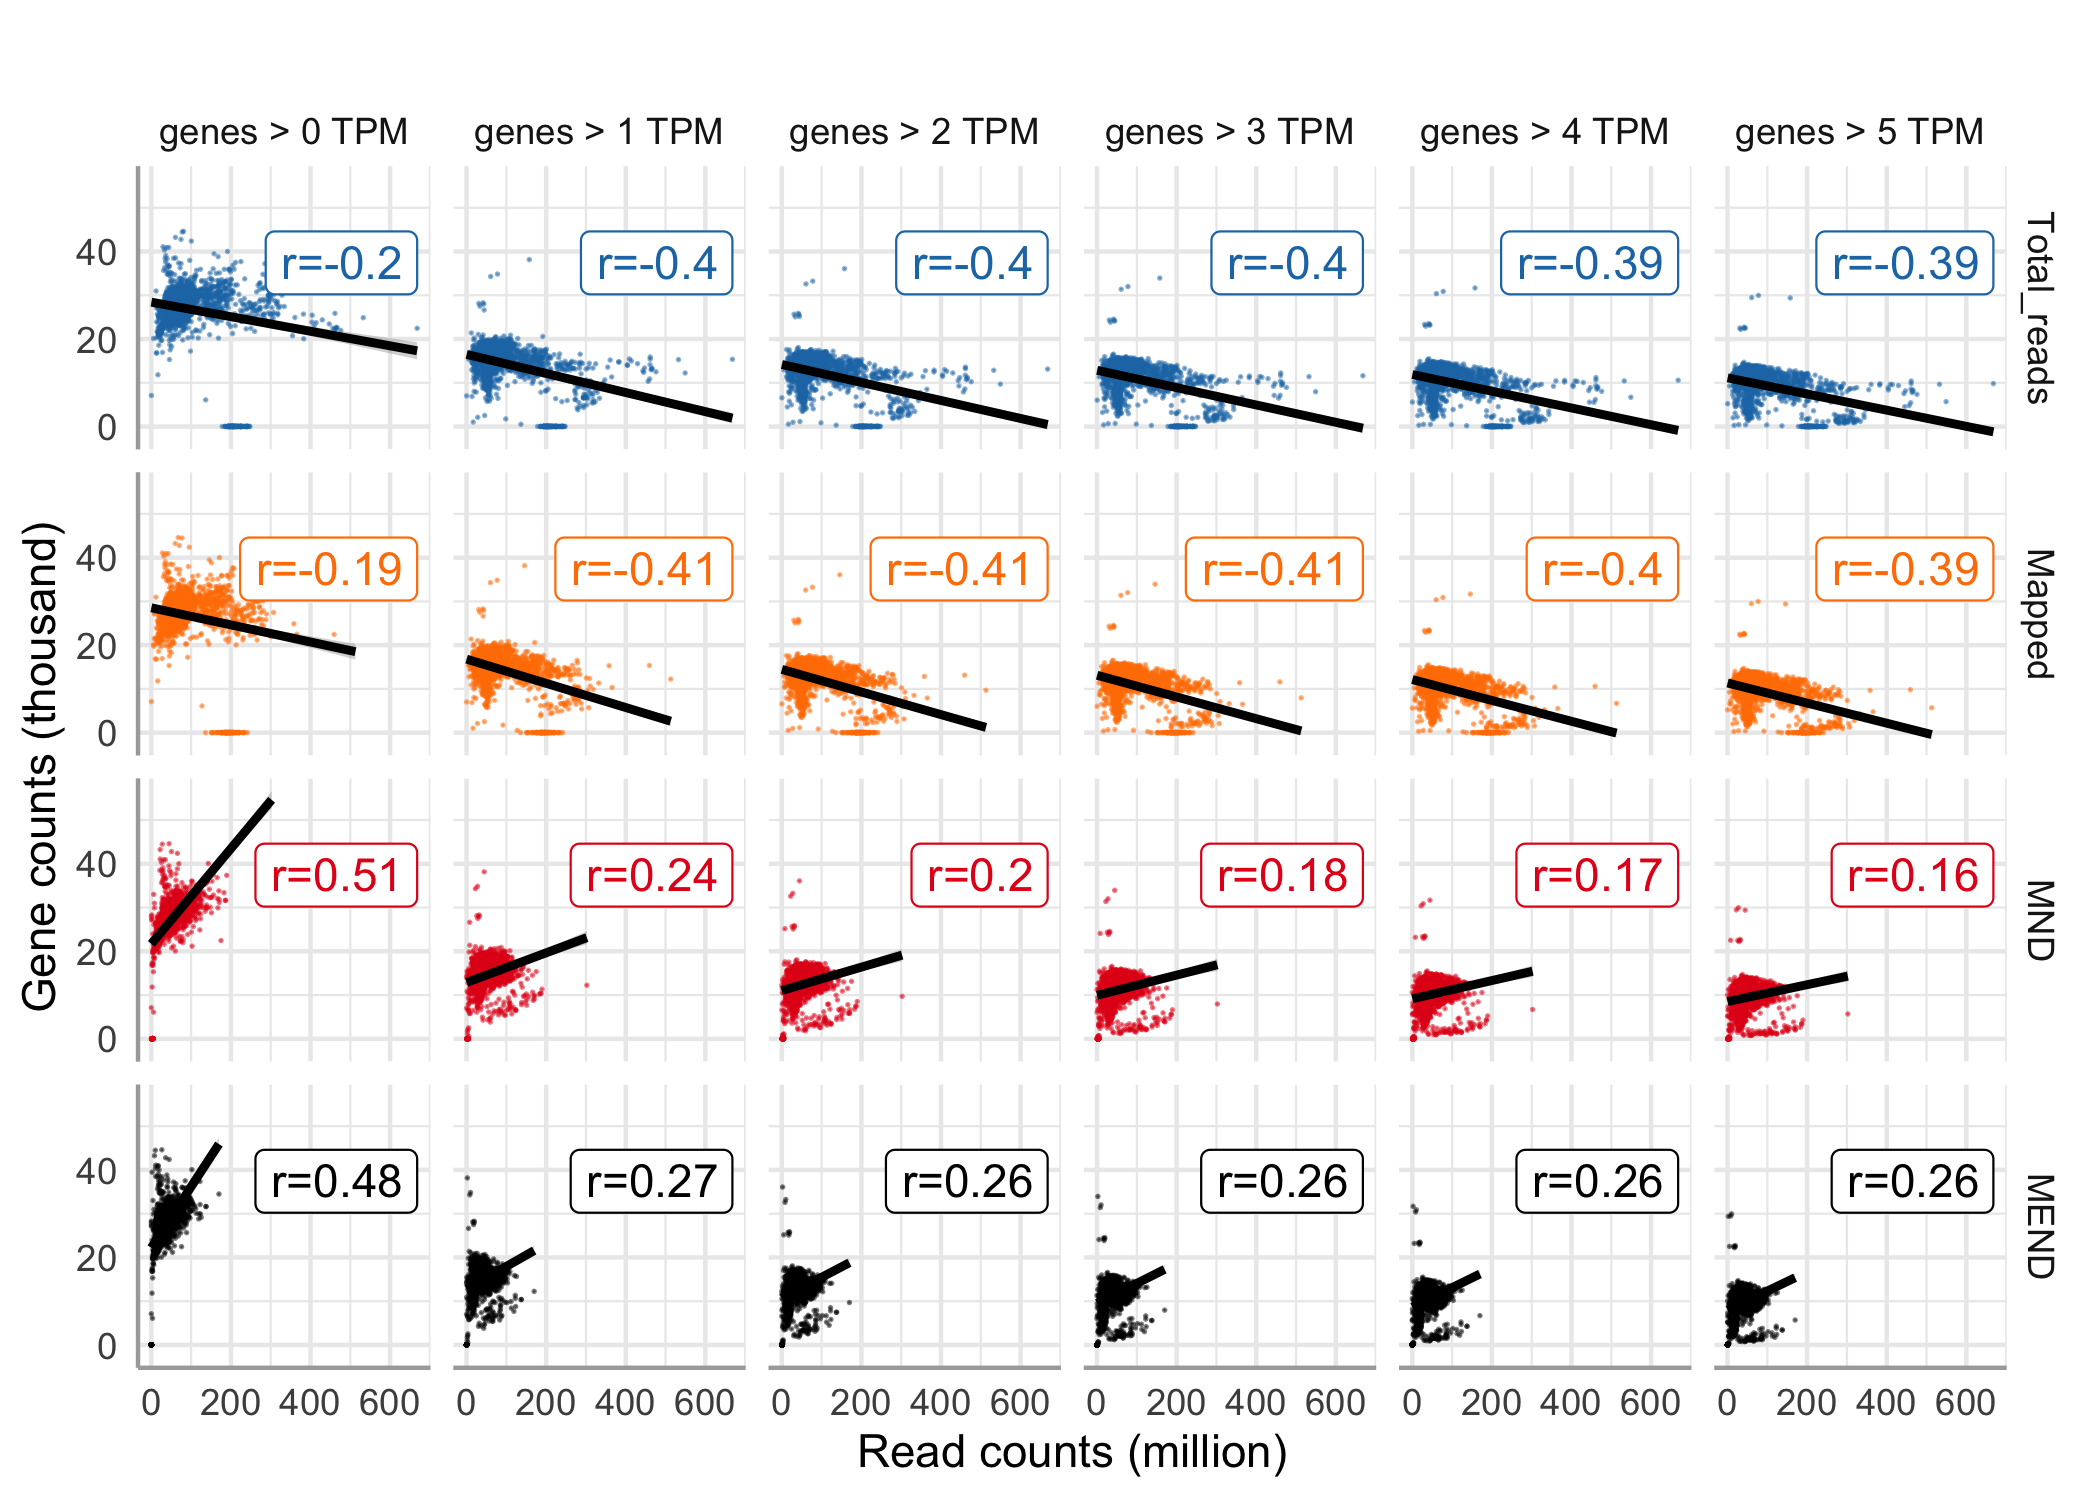 genes > 0 TPM genes > 1 TPM genes > 2 TPM genes > 3 TPM genes > 4 TPM genes > 5 TPM
Gene counts (thousand)
40
20
0
r=-0.2 r=-0.4 r=-0.4 r=-0.4 r=-0.39 r=-0.39
Total_reads
40
20
0
r=-0.19 r=-0.41 r=-0.41 r=-0.41 r=-0.4 r=-0.39
Mapped
40
20
0
r=0.51 r=0.24 r=0.2 r=0.18 r=0.17 r=0.16
MND
40
20
0
r=0.48 r=0.27 r=0.26 r=0.26 r=0.26 r=0.26
MEND
0 200 400 600 0 200 400 600 0 200 400 600 0 200 400 600 0 200 400 600 0 200 400 600
Read counts (million)